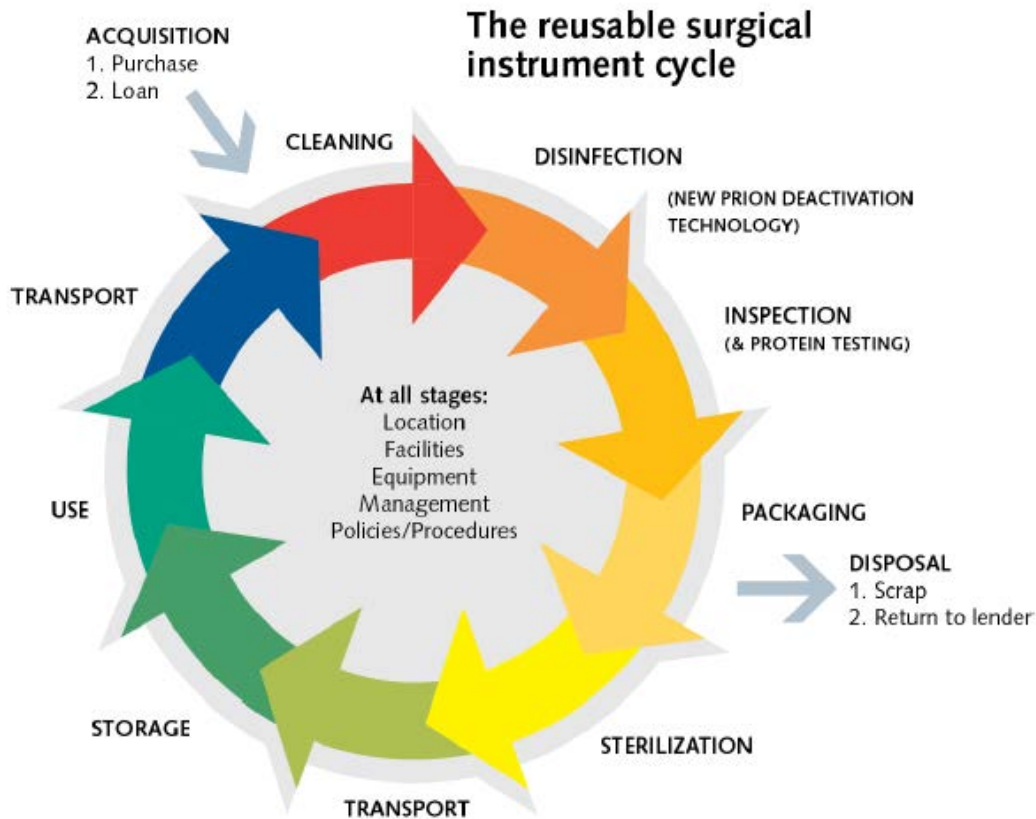 The reusable surgical
instrument cycle
ACQUISITION
1. Purchase
2. Loan
CLEANING
DISINFECTION
(NEW PRION DEACTIVATION
TECHNOLOGY)
INSPECTION
(& PROTEIN TESTING)
PACKAGING
DISPOSAL
1. Scrap
2. Return to lender
STERILIZATION
TRANSPORT
STORAGE
USE
TRANSPORT
At all stages:
Location
Facilities
Equipment
Management
Policies/Procedures